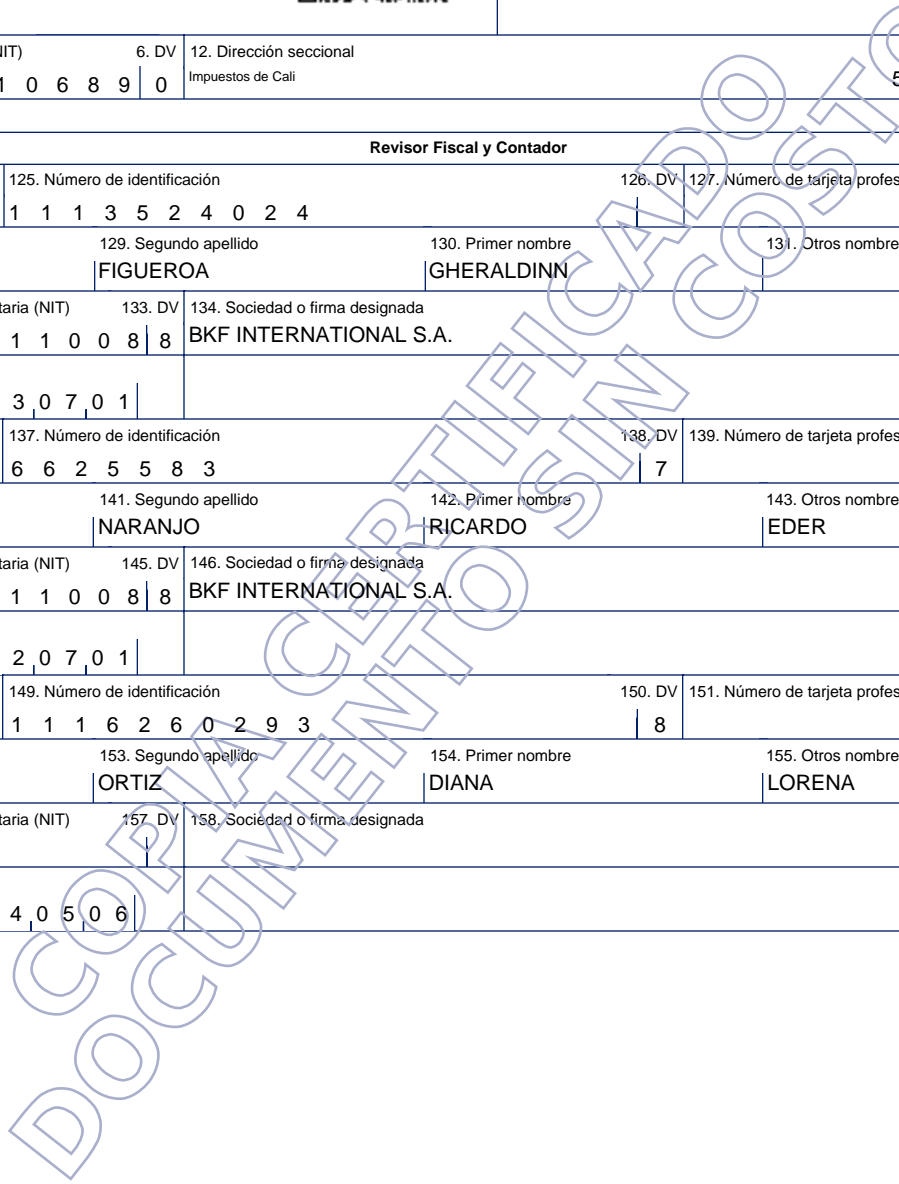 NIT) 6. DV 12. Dirección seccional
1 0 6 8 9 0 Impuestos de Cali 5
Revisor Fiscal y Contador
125. Número de identificación 126. DV 127. Número de tarjeta profes
1 1 1 3 5 2 4 0 2 4
129. Segundo apellido 130. Primer nombre 131. Otros nombre
FIGUEROA GHERALDINN
taria (NIT) 133. DV 134. Sociedad o firma designada
1 1 0 0 8 8 BKF INTERNATIONAL S.A.
3 0 7 0 1
137. Número de identificación 138. DV 139. Número de tarjeta profes
6 6 2 5 5 8 3 7
141. Segundo apellido 142. Primer nombre 143. Otros nombre
NARANJO RICARDO EDER
taria (NIT) 145. DV 146. Sociedad o firma designada
1 1 0 0 8 8 BKF INTERNATIONAL S.A.
2 0 7 0 1
149. Número de identificación 150. DV 151. Número de tarjeta profes
1 1 1 6 2 6 0 2 9 3 8
153. Segundo apellido 154. Primer nombre 155. Otros nombre
ORTIZ DIANA LORENA
taria (NIT) 157. DV 158. Sociedad o firma designada
4 0 5 0 6
COPIA CERTIFICADO
DOCUMENTO SIN COSTO